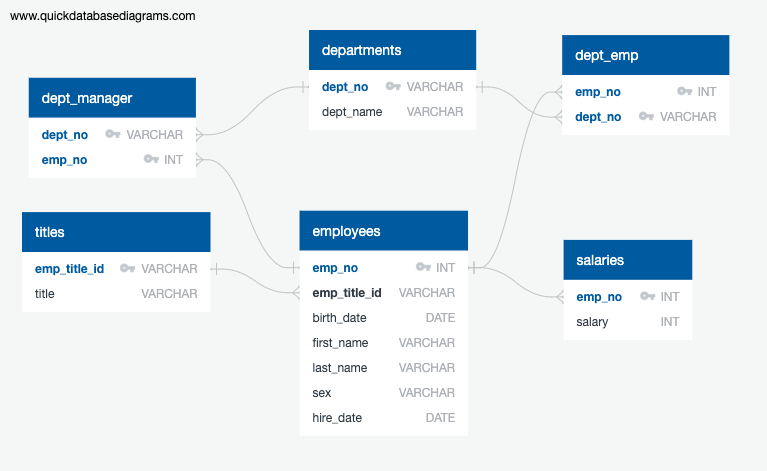 www.quickdatabasediagrams.com
departments
dept_no VARCHAR
dept_name VARCHAR
dept_emp
emp_no INT
dept_no VARCHAR
dept_manager
dept_no VARCHAR
emp_no INT
titles
emp_title_id VARCHAR
title VARCHAR
employees
emp_no INT
emp_title_id VARCHAR
birth_date DATE
first_name VARCHAR
last_name VARCHAR
sex VARCHAR
hire_date DATE
salaries
emp_no INT
salary INT